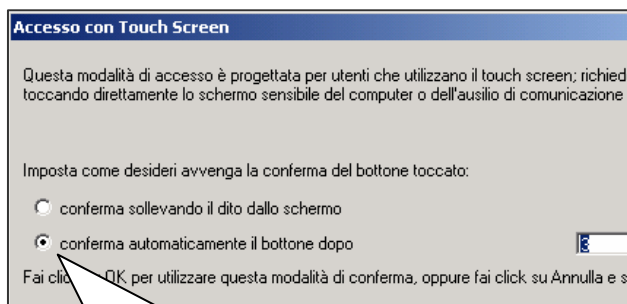 Accesso con Touch Screen
Questa modalità di accesso è progettata per utenti che utilizzano il touch screen; richied
toccando direttamente lo schermo sensibile del computer o dell'ausilio di comunicazione
Imposta come desideri avvenga la conferma del bottone toccato:
conferma sollevando il dito dallo schermo
conferma automaticamente il bottone dopo 3
Fai OK per utilizzare questa modalità di conferma, oppure fai click su Annulla e s